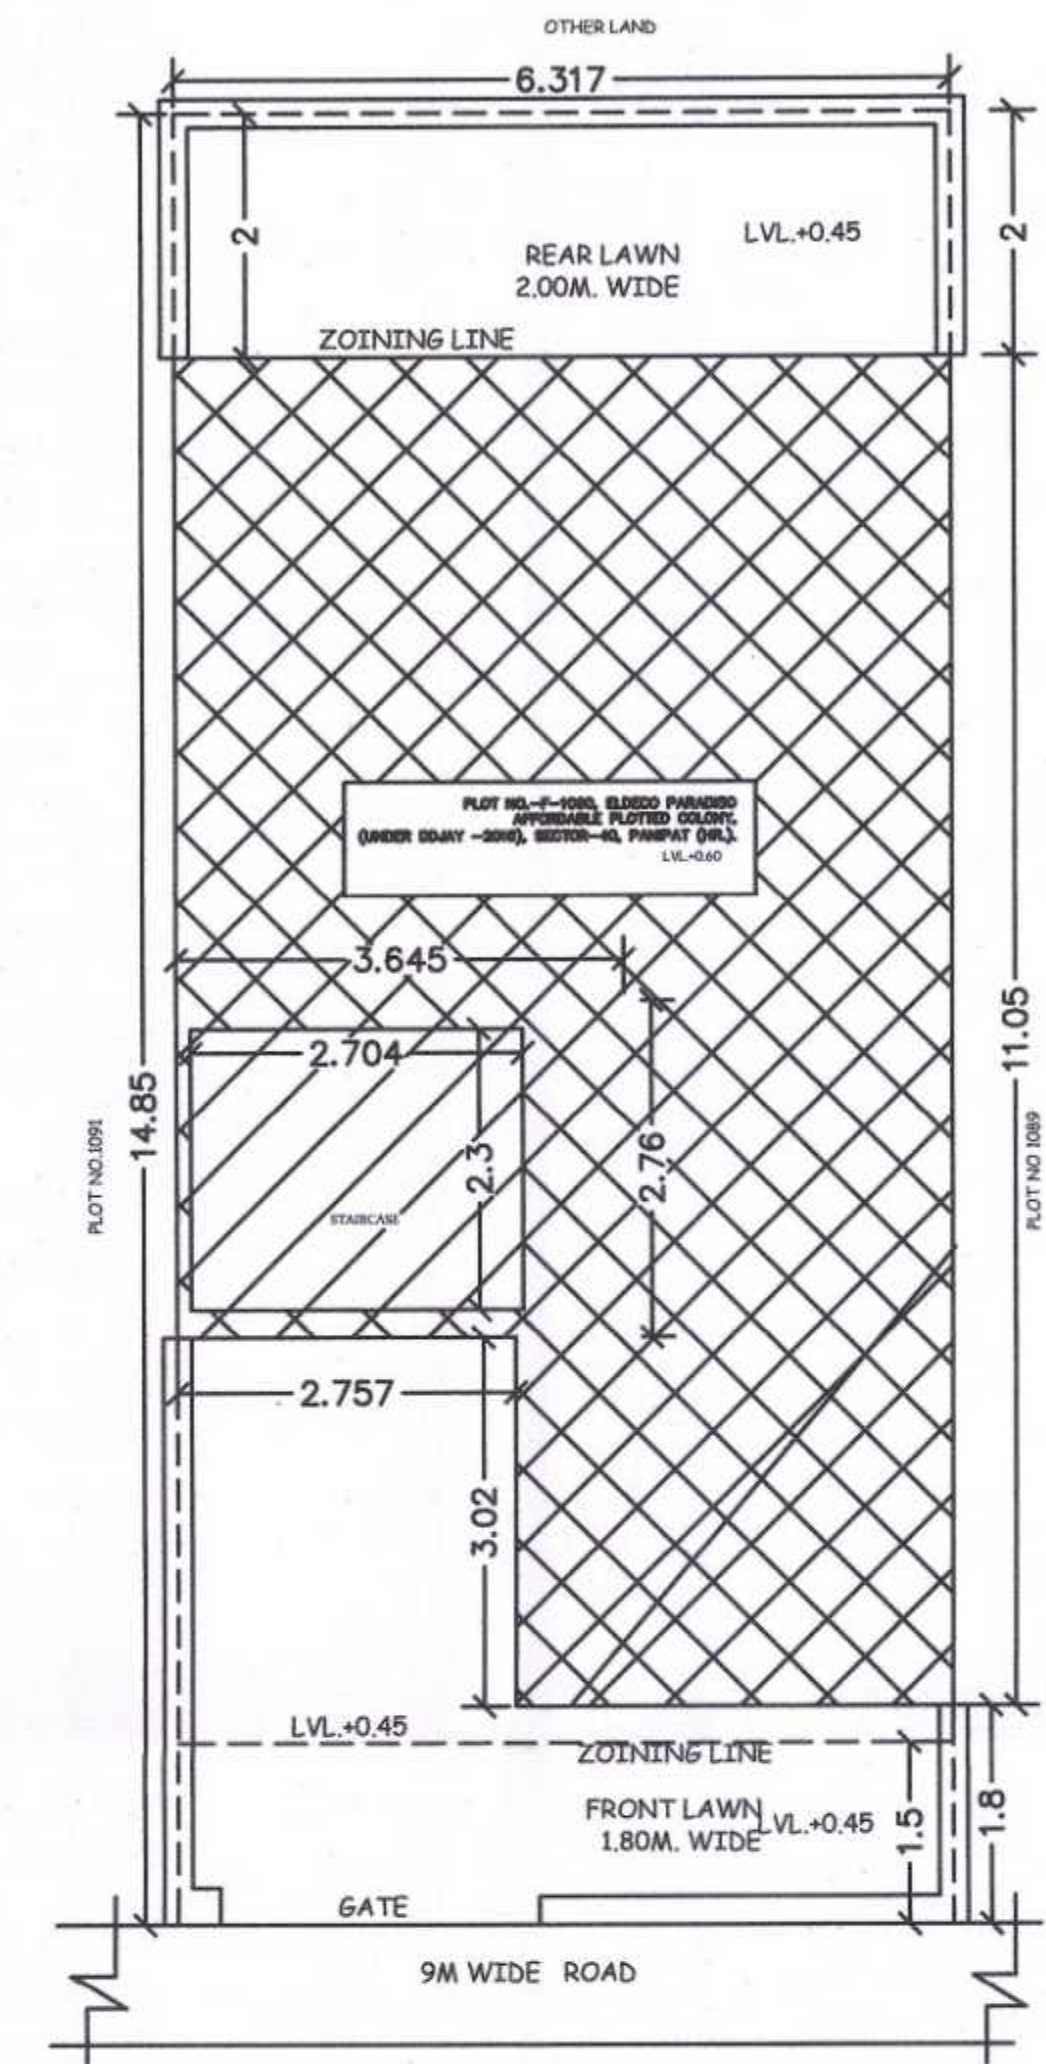 OTHER LAND
6.317
2
2
LVL.+0.45
REAR LAWN
2.00M. WIDE
ZOINING LINE
PLOT NO.-F-1090, ELDECO PARADISO
AFFORDABLE PLOTTED COLONY,
(UNDER DDJAY -2016), SECTOR-40, PANIPAT (HR.).
LVL.+0.60
3.645
11.05
2.704
14.85
2.3
2.76
PLOT NO.1091
PLOT NO 1089
STAIRCASE
2.757
3.02
LVL.+0.45
ZOINING LINE
FRONT LAWN
1.80M. WIDE
LVL.+0.45
1.5
1.8
GATE
9M WIDE ROAD